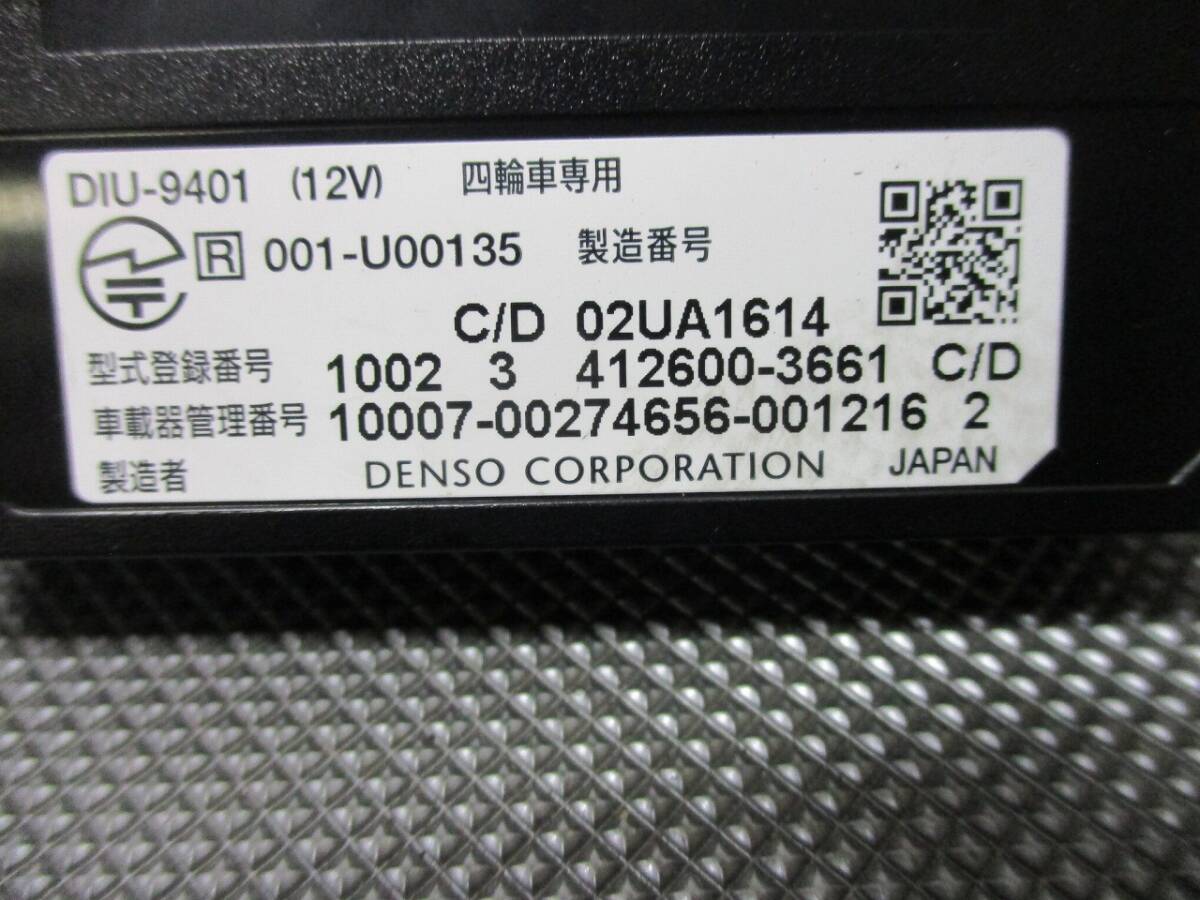 DIU-9401 (12V) 四輪車専用
R 001-U00135 製造番号
C/D 02UA1614
型式登録番号 1002 3 412600-3661 C/D
車載器管理番号 10007-00274656-001216 2
製造者 DENSO CORPORATION JAPAN